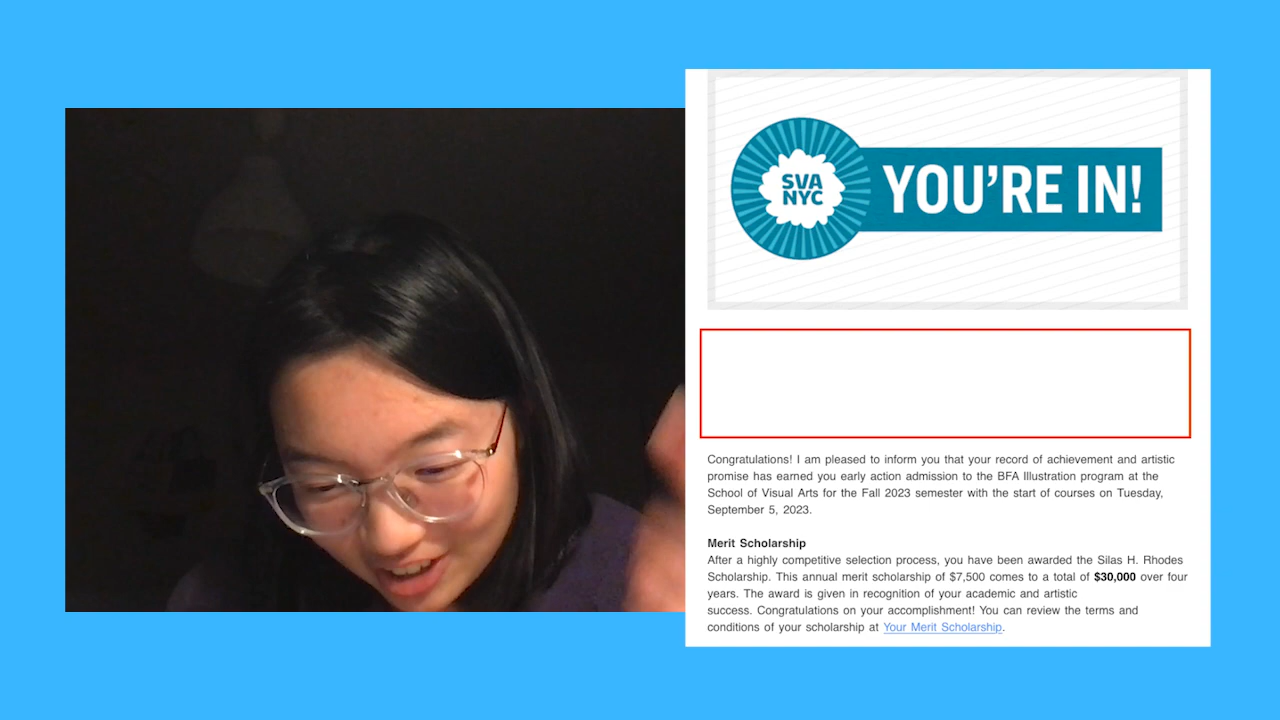 SVA
NYC
YOU'RE IN!
Congratulations! I am pleased to inform you that your record of achievement and artistic
promise has earned you early action admission to the BFA Illustration program at the
School of Visual Arts for the Fall 2023 semester with the start of courses on Tuesday,
September 5, 2023.
Merit Scholarship
After a highly competitive selection process, you have been awarded the Silas H. Rhodes
Scholarship. This annual merit scholarship of $7,500 comes to a total of $30,000 over four
years. The award is given in recognition of your academic and artistic
success. Congratulations on your accomplishment! You can review the terms and
conditions of your scholarship at Your Merit Scholarship.